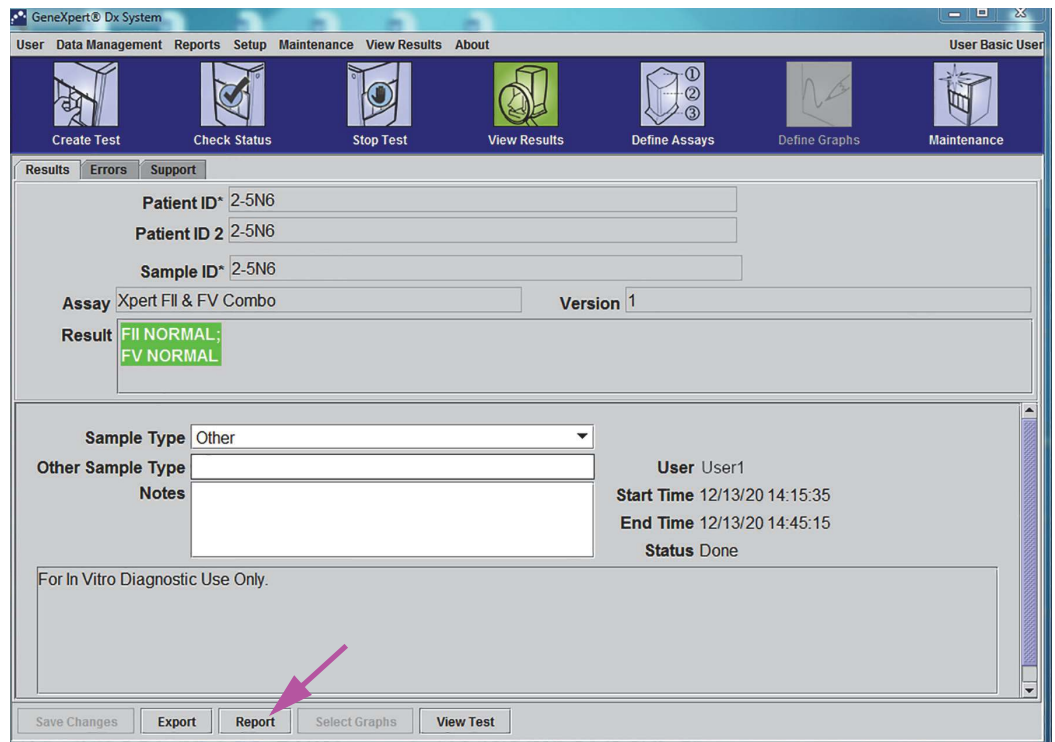 GeneXpert® Dx System
User Data Management Reports Setup Maintenance View Results About User Basic User
① ② ③
Create Test Check Status Stop Test View Results Define Assays Define Graphs Maintenance
Results Errors Support
Patient ID* 2-5N6
Patient ID 2 2-5N6
Sample ID* 2-5N6
Assay Xpert FII & FV Combo Version 1
Result FII NORMAL;
FV NORMAL
Sample Type Other
Other Sample Type User User1
Notes Start Time 12/13/20 14:15:35
End Time 12/13/20 14:45:15
Status Done
For In Vitro Diagnostic Use Only.
Save Changes Export Report Select Graphs View Test